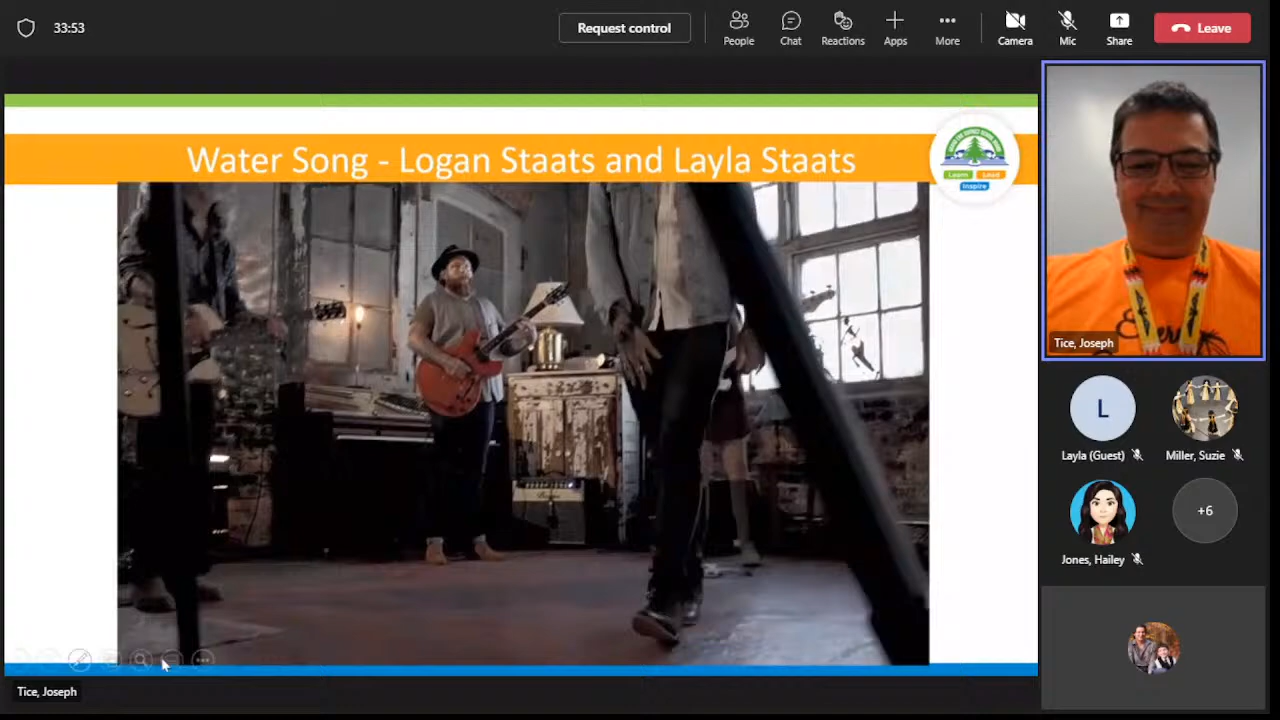 33:53
Request control
People
Chat
Reactions
Apps
More
Camera
Mic
Share
Leave
Water Song - Logan Staats and Layla Staats
Learn
Lead
Inspire
Tice, Joseph
L
Layla (Guest)
Miller, Suzie
+6
Jones, Hailey
Tice, Joseph